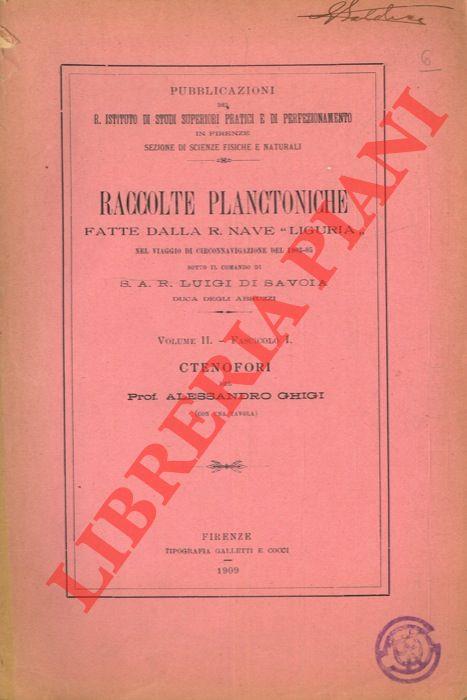 6
PUBBLICAZIONI
DEL
R. ISTITUTO DI STUDI SUPERIORI PRATICI E DI PERFEZIONAMENTO
IN FIRENZE
SEZIONE DI SCIENZE FISICHE E NATURALI
RACCOLTE PLANCTONICHE
FATTE DALLA R. NAVE “LIGURIA„
NEL VIAGGIO DI CIRCONNAVIGAZIONE DEL 1903-05
SOTTO IL COMANDO DI
S. A. R. LUIGI DI SAVOIA
DUCA DEGLI ABRUZZI
VOLUME II. - FASCICOLO I.
CTENOFORI
DEL
Prof. ALESSANDRO GHIGI
(CON UNA TAVOLA)
FIRENZE
TIPOGRAFIA GALLETTI E COCCI
1909
LIBRERIA PIANI